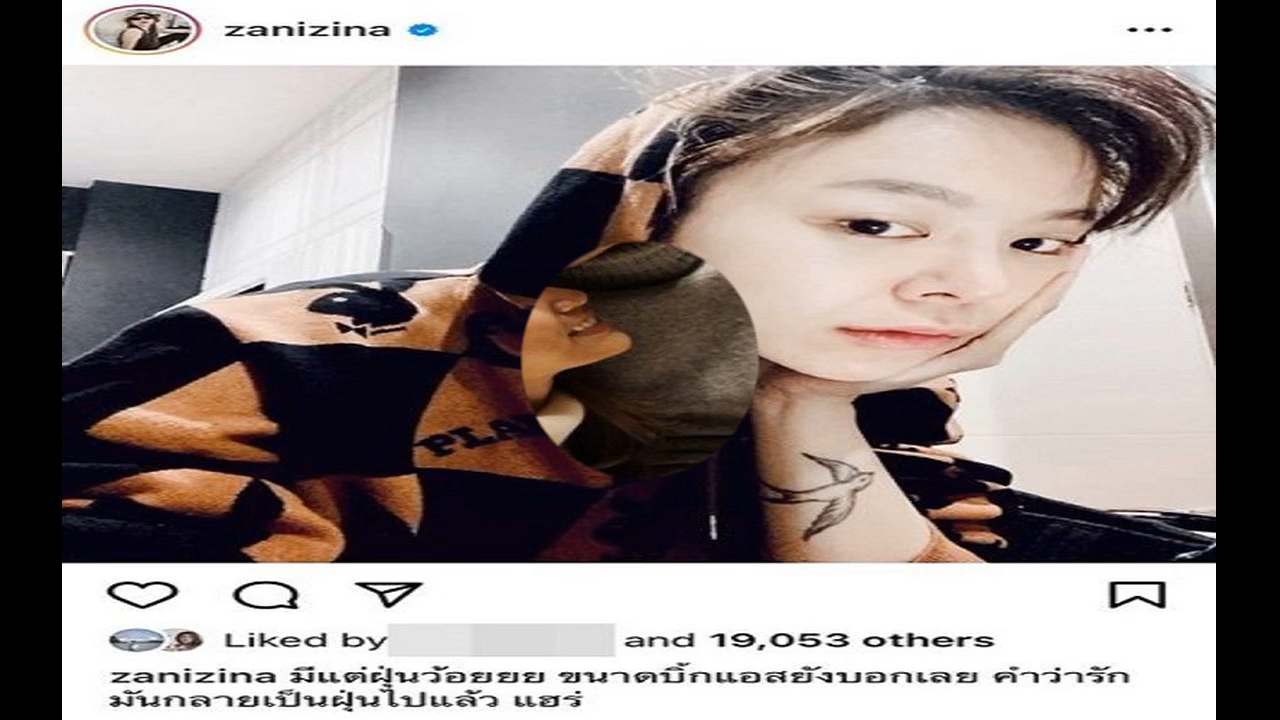 zanizina
PLA
Liked by and 19,053 others
zanizina มีแต่ฝุ่นว้อยยย ขนาดบิ้กแอสยังบอกเลย คำว่ารัก
มันกลายเป็นฝุ่นไปแล้ว แฮร่